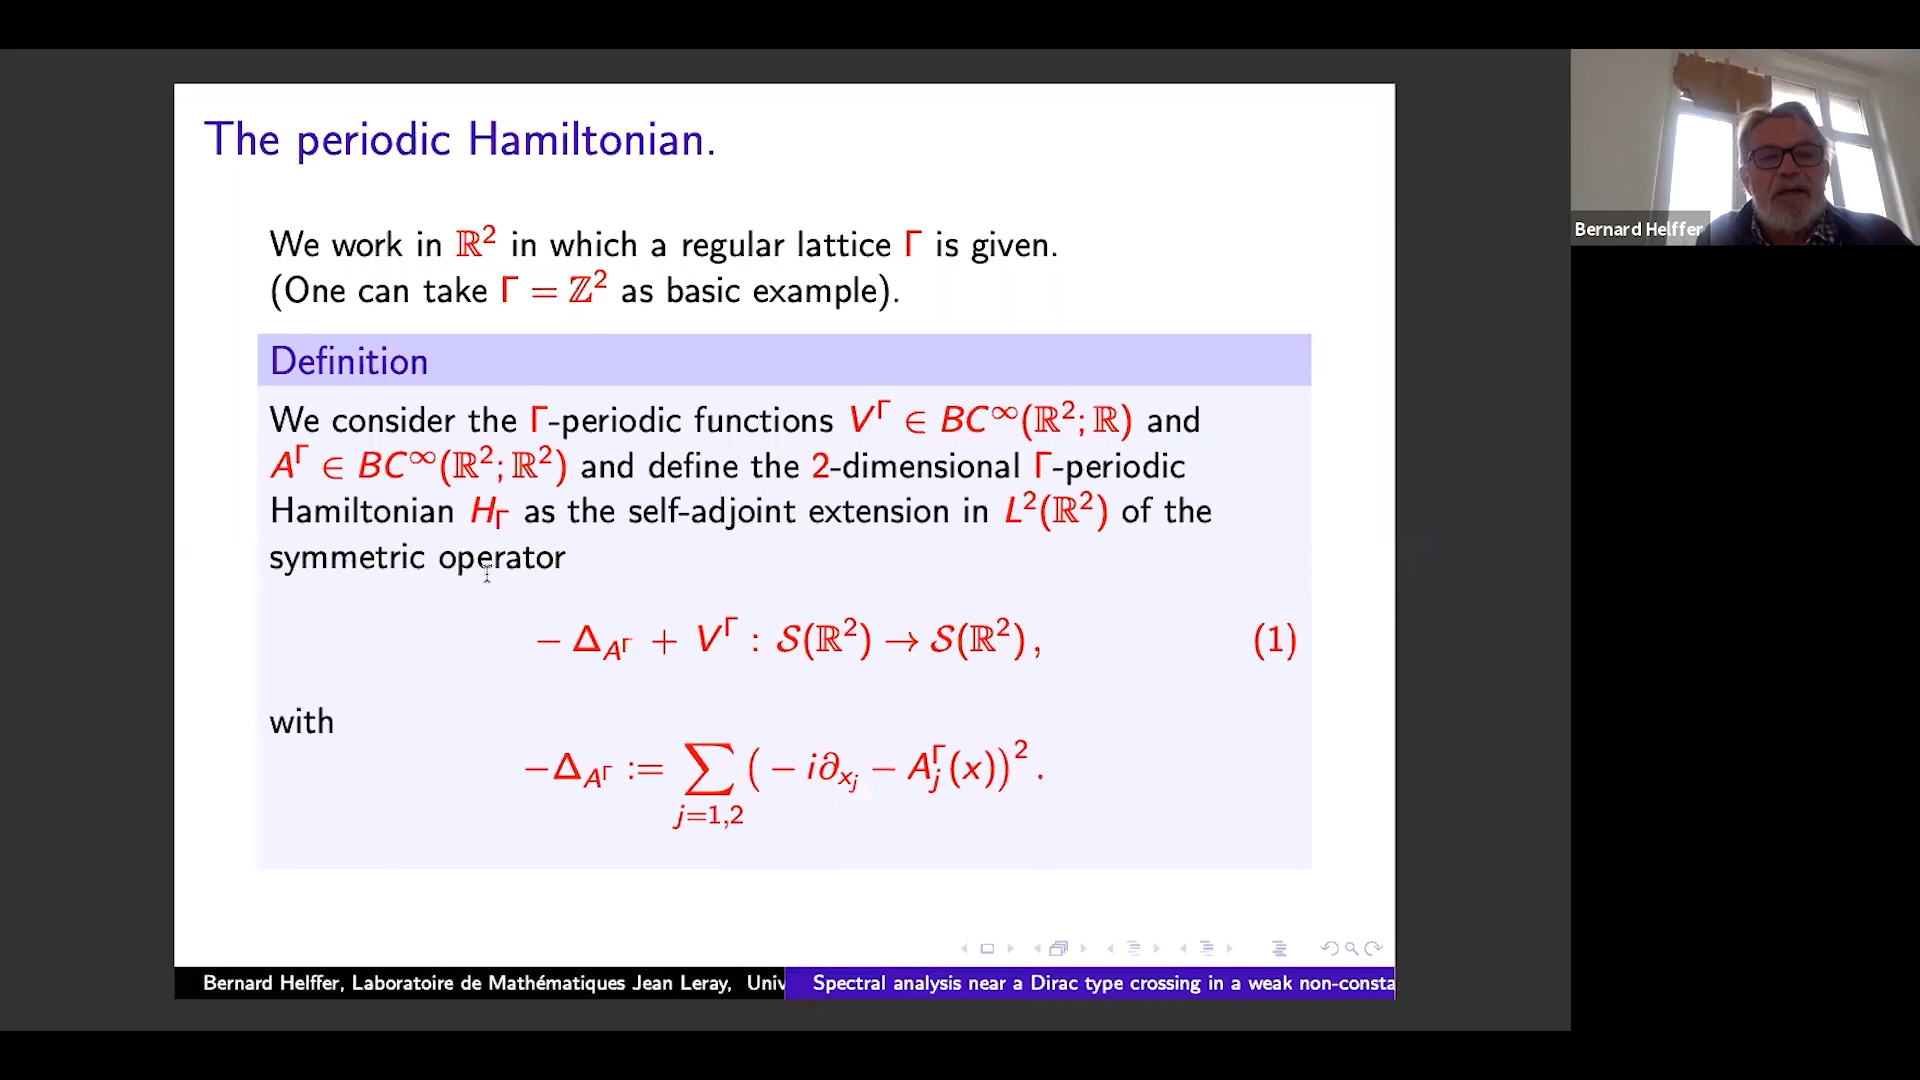 The periodic Hamiltonian.
We work in ℝ² in which a regular lattice Γ is given.
(One can take Γ = ℤ² as basic example).
Definition
We consider the Γ-periodic functions V^Γ ∈ BC^∞(ℝ²; ℝ) and
A^Γ ∈ BC^∞(ℝ²; ℝ²) and define the 2-dimensional Γ-periodic
Hamiltonian H_Γ as the self-adjoint extension in L²(ℝ²) of the
symmetric operator
− Δ_{A^Γ} + V^Γ : 𝒮(ℝ²) → 𝒮(ℝ²) , (1)
with
−Δ_{A^Γ} := ∑_{j=1,2} ( − i∂_{x_j} − A_j^Γ(x))² .
Bernard Helffer, Laboratoire de Mathématiques Jean Leray, Univ
Spectral analysis near a Dirac type crossing in a weak non-consta
Bernard Helffer